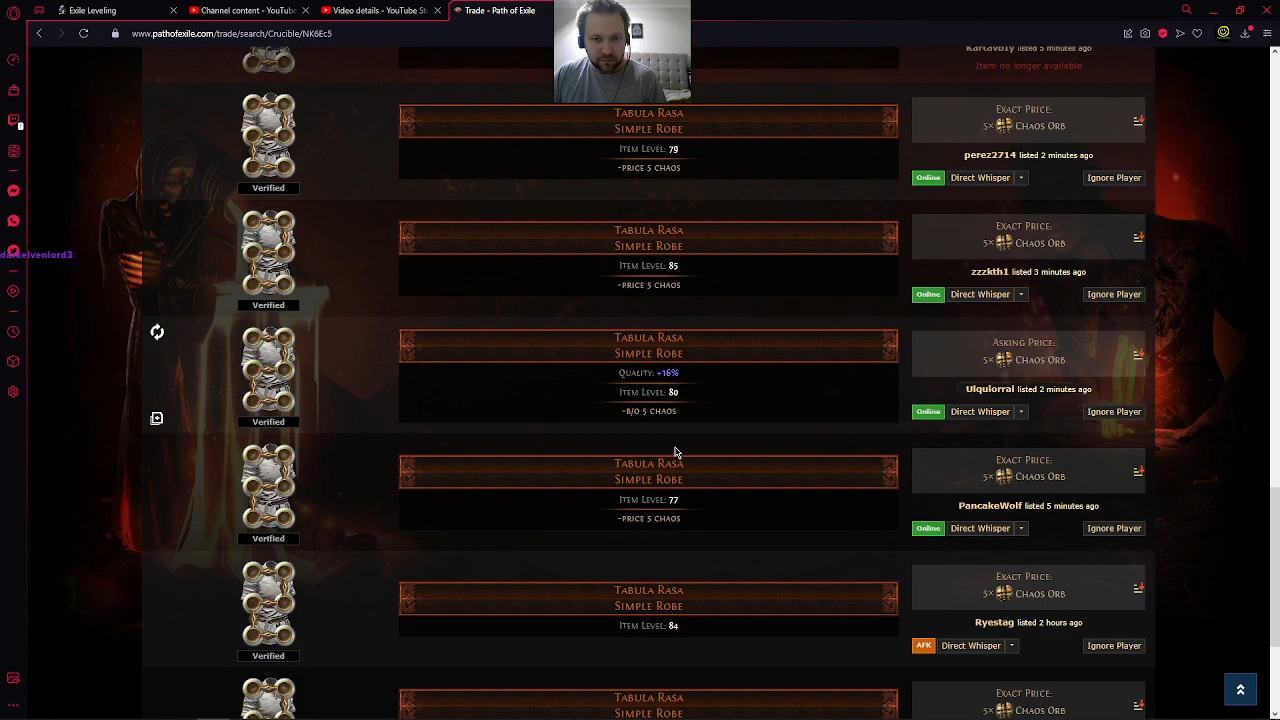 Exile Leveling
Channel content - YouTube
Video details - YouTube St
Trade - Path of Exile
www.pathofexile.com/trade/search/Crucible/NK6Ec5
listed 5 minutes ago
Item no longer available
Tabula Rasa
Simple Robe
Item Level: 79
~price 5 chaos
Verified
Exact Price:
5× Chaos Orb
perez2714 listed 2 minutes ago
Online Direct Whisper Ignore Player
darkelvenlord3:
Tabula Rasa
Simple Robe
Item Level: 85
~price 5 chaos
Verified
Exact Price:
5× Chaos Orb
zzzkth1 listed 3 minutes ago
Online Direct Whisper Ignore Player
Tabula Rasa
Simple Robe
Quality: +16%
Item Level: 80
~b/o 5 chaos
Verified
Asking Price:
5× Chaos Orb
Ulquiorral listed 2 minutes ago
Online Direct Whisper Ignore Player
Tabula Rasa
Simple Robe
Item Level: 77
~price 5 chaos
Verified
Exact Price:
5× Chaos Orb
PancakeWolf listed 5 minutes ago
Online Direct Whisper Ignore Player
Tabula Rasa
Simple Robe
Item Level: 84
Verified
Exact Price:
5× Chaos Orb
Ryestag listed 2 hours ago
AFK Direct Whisper Ignore Player
Tabula Rasa
Simple Robe
Exact Price:
5× Chaos Orb